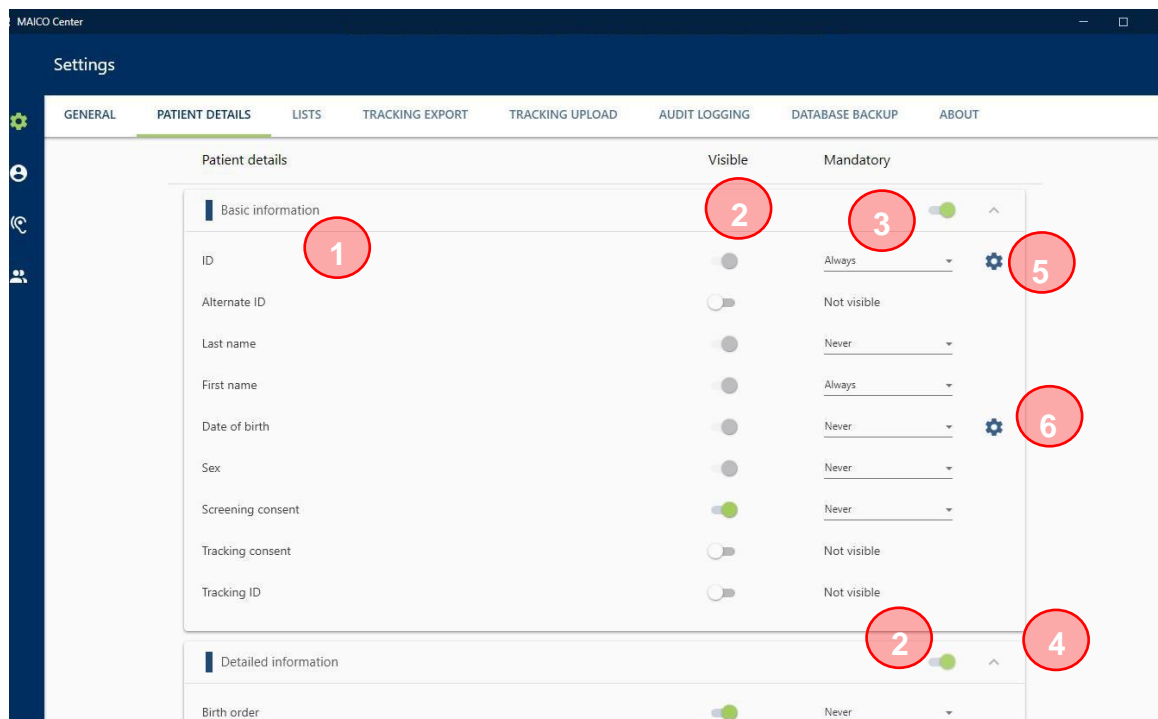 MAICO Center
Settings
GENERAL PATIENT DETAILS LISTS TRACKING EXPORT TRACKING UPLOAD AUDIT LOGGING DATABASE BACKUP ABOUT
Patient details Visible Mandatory
Basic information 2 3
1
ID Always 5
Alternate ID Not visible
Last name Never
First name Always
Date of birth Never 6
Sex Never
Screening consent Never
Tracking consent Not visible
Tracking ID Not visible
2 4
Detailed information
Birth order Never